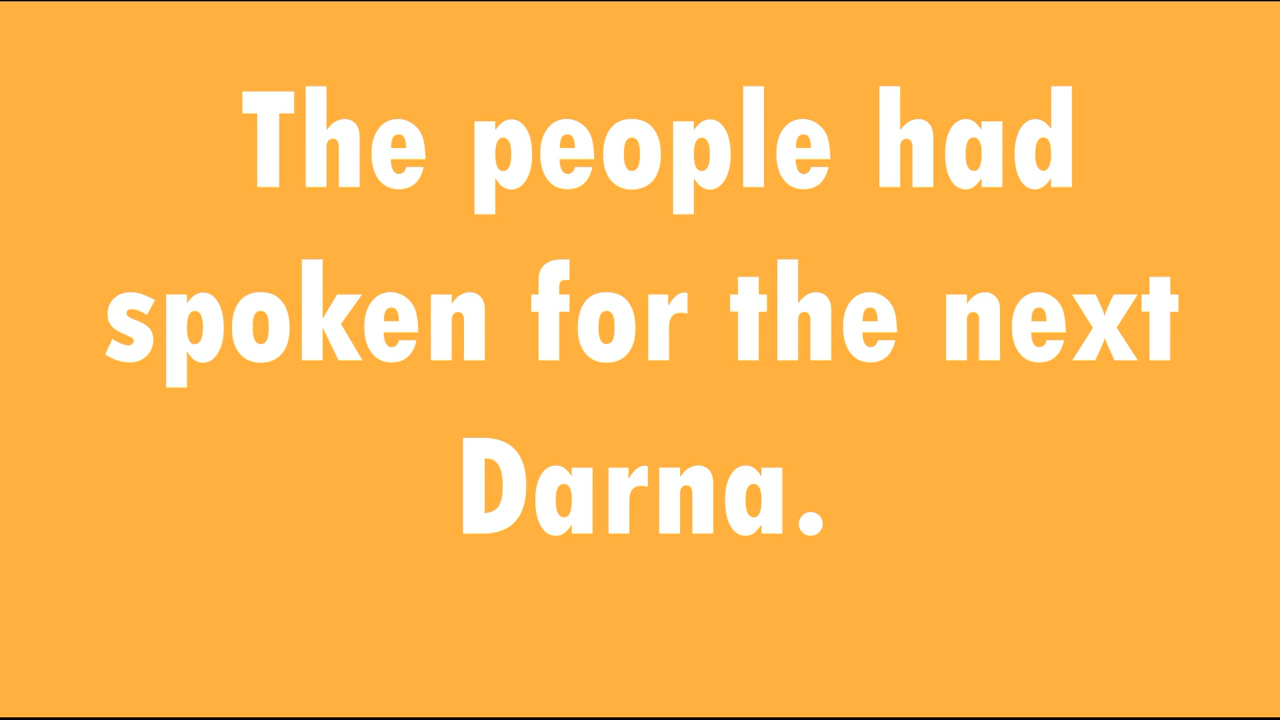 The people had
spoken for the next
Darna.